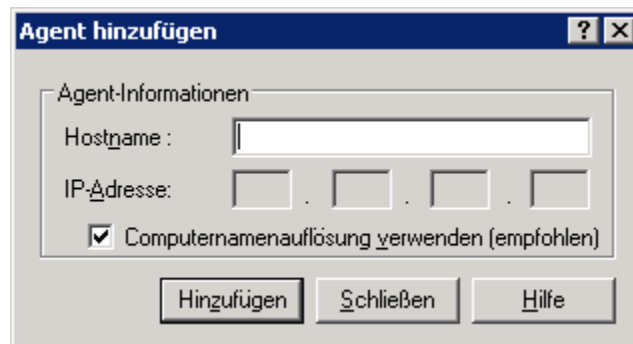 Agent hinzufügen
Agent-Informationen
Hostname :
IP-Adresse:
. . .
Computernamenauflösung verwenden (empfohlen)
Hinzufügen Schließen Hilfe